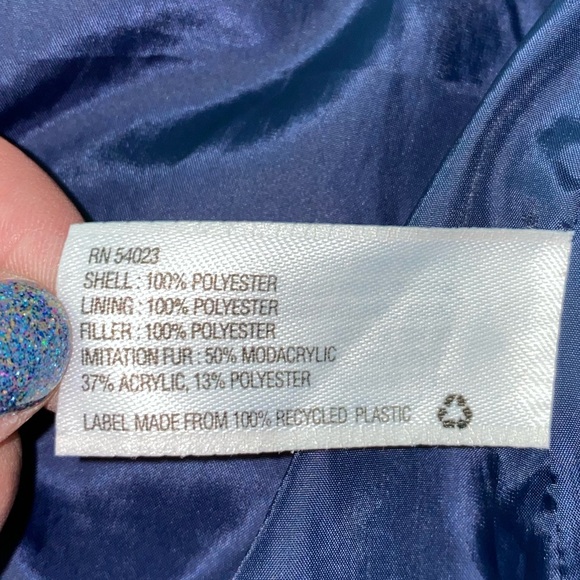 RN 54023
SHELL : 100% POLYESTER
LINING : 100% POLYESTER
FILLER : 100% POLYESTER
IMITATION FUR : 50% MODACRYLIC
37% ACRYLIC, 13% POLYESTER
LABEL MADE FROM 100% RECYCLED PLASTIC